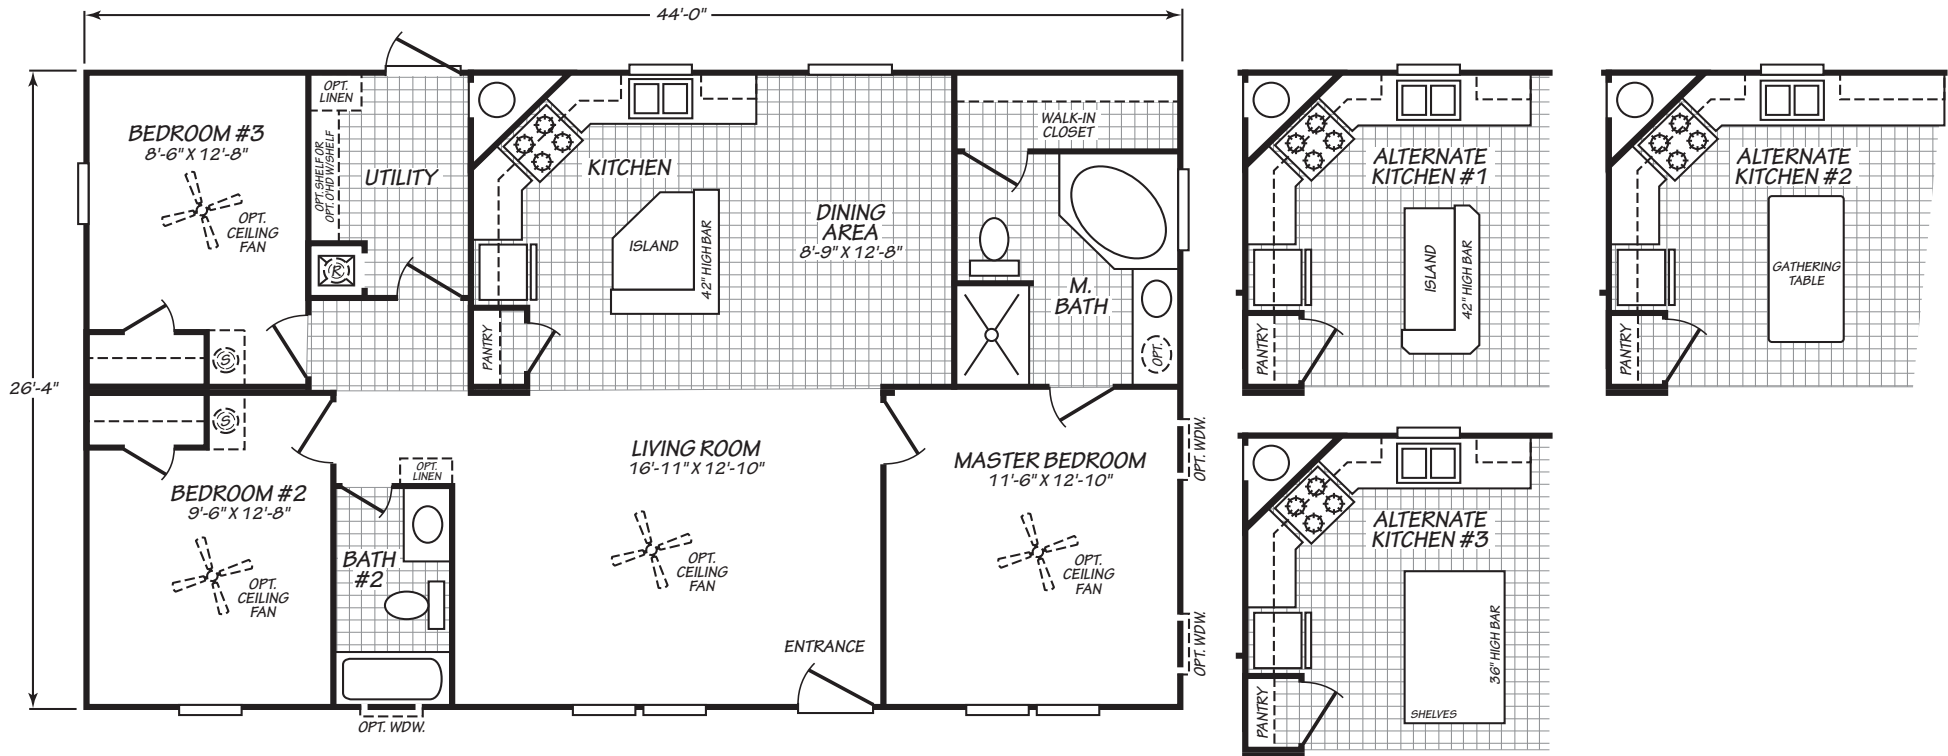 44'-0"
26'-4"
BEDROOM #3
8'-6" X 12'-8"
OPT.
CEILING
FAN
OPT.
LINEN
OPT. SHELF OR
OPT. O'HD W/SHELF
UTILITY
R
S
KITCHEN
ISLAND
42" HIGH BAR
PANTRY
DINING
AREA
8'-9" X 12'-8"
WALK-IN
CLOSET
M.
BATH
OPT.
S
BEDROOM #2
9'-6" X 12'-8"
OPT.
CEILING
FAN
OPT.
LINEN
BATH
#2
OPT. WDW.
LIVING ROOM
16'-11" X 12'-10"
OPT.
CEILING
FAN
ENTRANCE
MASTER BEDROOM
11'-6" X 12'-10"
OPT.
CEILING
FAN
OPT. WDW.
OPT. WDW.
ALTERNATE
KITCHEN #1
ISLAND
42" HIGH BAR
PANTRY
ALTERNATE
KITCHEN #2
GATHERING
TABLE
PANTRY
ALTERNATE
KITCHEN #3
36" HIGH BAR
SHELVES
PANTRY